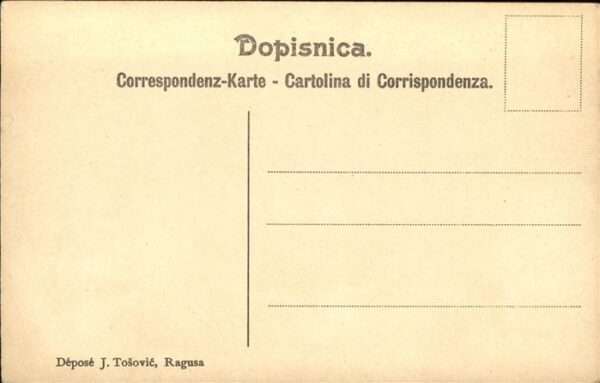 Dopisnica.
Correspondenz-Karte - Cartolina di Corrispondenza.
Déposé J. Tošović, Ragusa